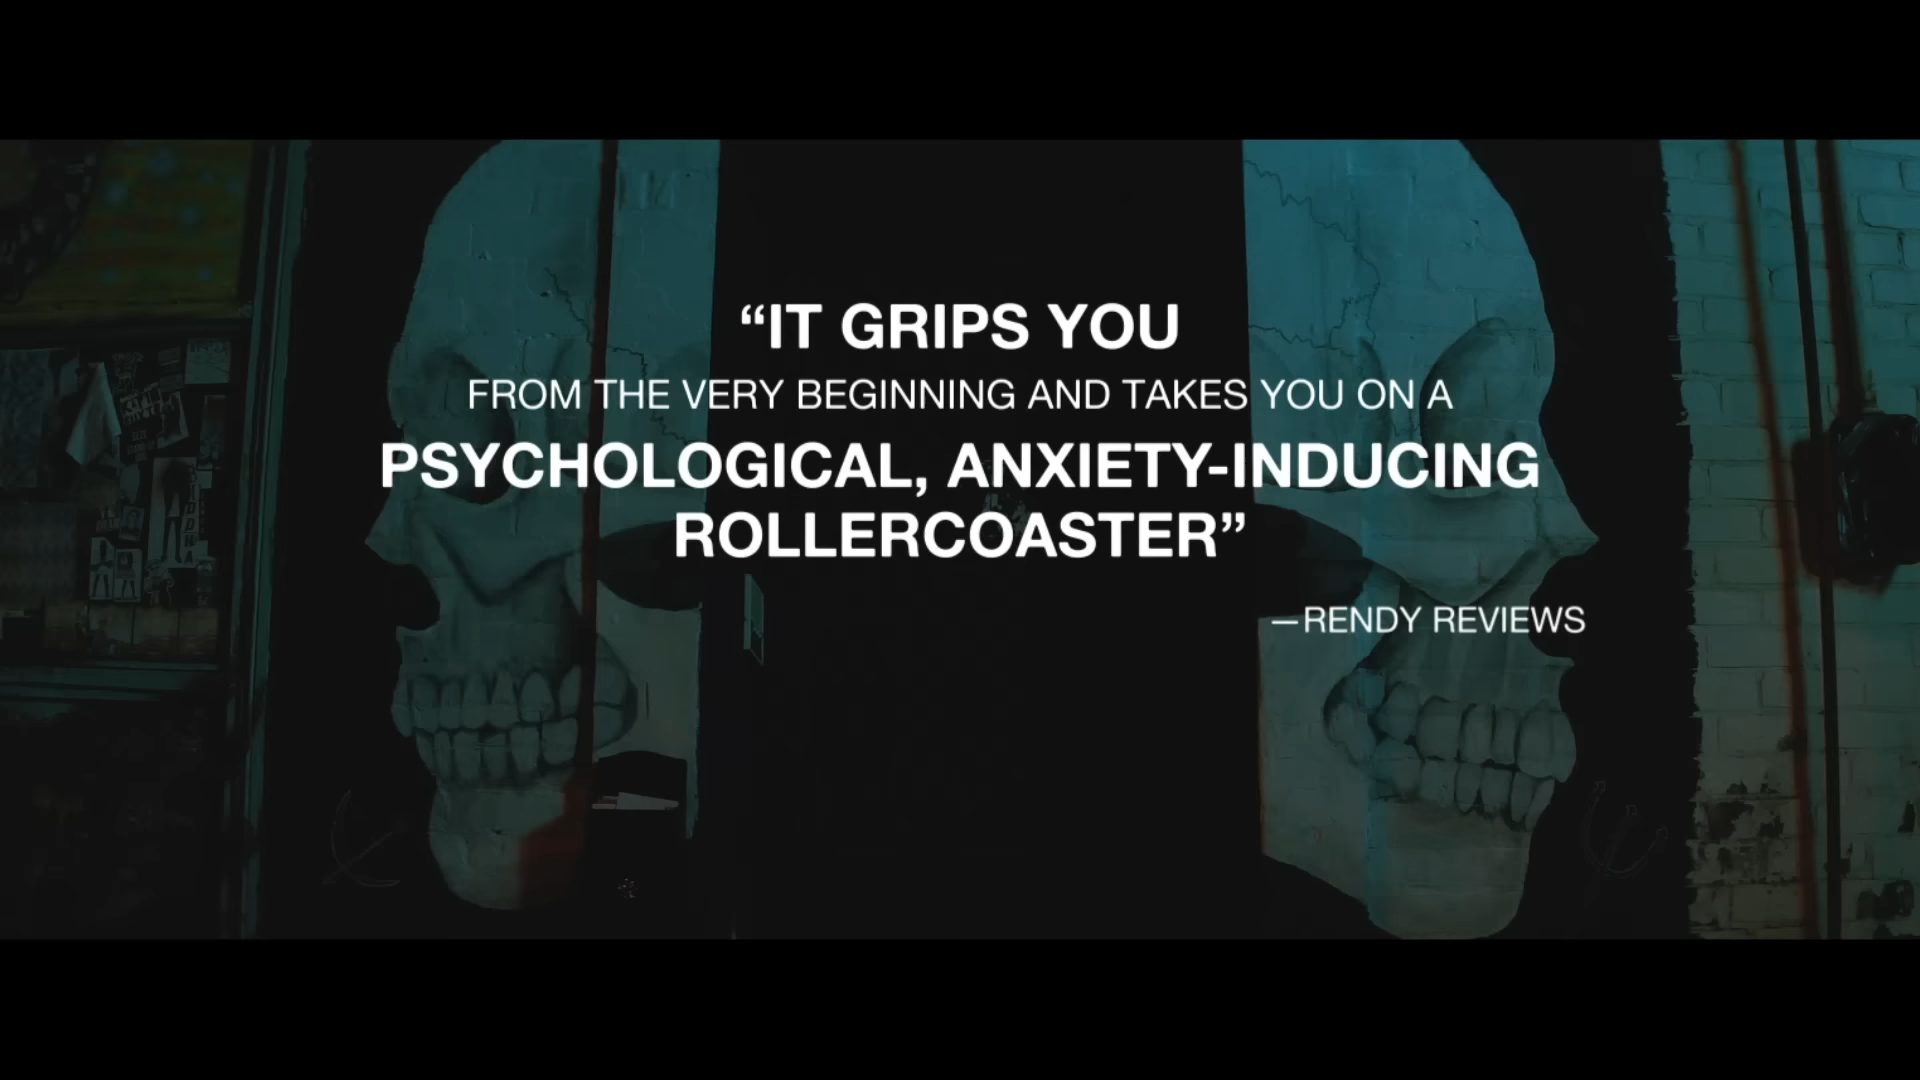 “IT GRIPS YOU
FROM THE VERY BEGINNING AND TAKES YOU ON A
PSYCHOLOGICAL, ANXIETY-INDUCING
ROLLERCOASTER”
—RENDY REVIEWS